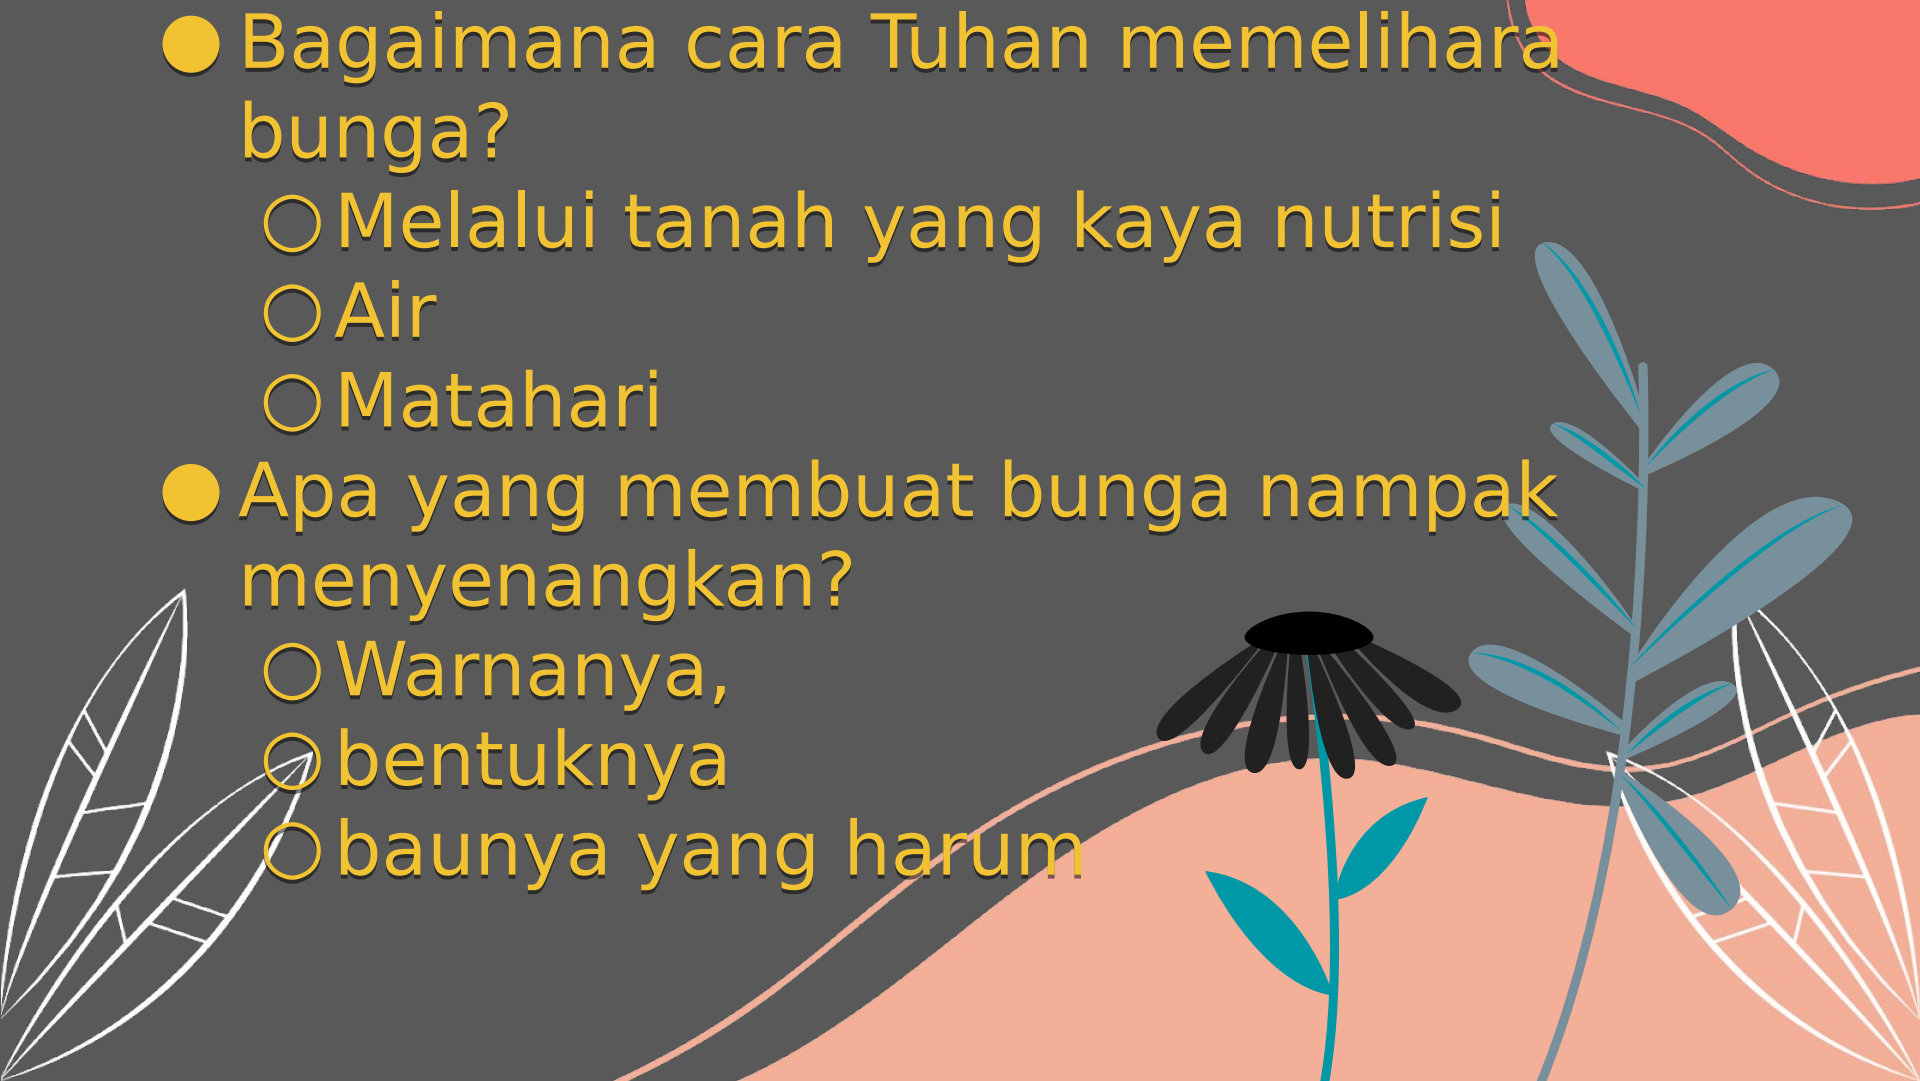 ● Bagaimana cara Tuhan memelihara
bunga?
○ Melalui tanah yang kaya nutrisi
○ Air
○ Matahari
● Apa yang membuat bunga nampak
menyenangkan?
○ Warnanya,
○ bentuknya
○ baunya yang harum